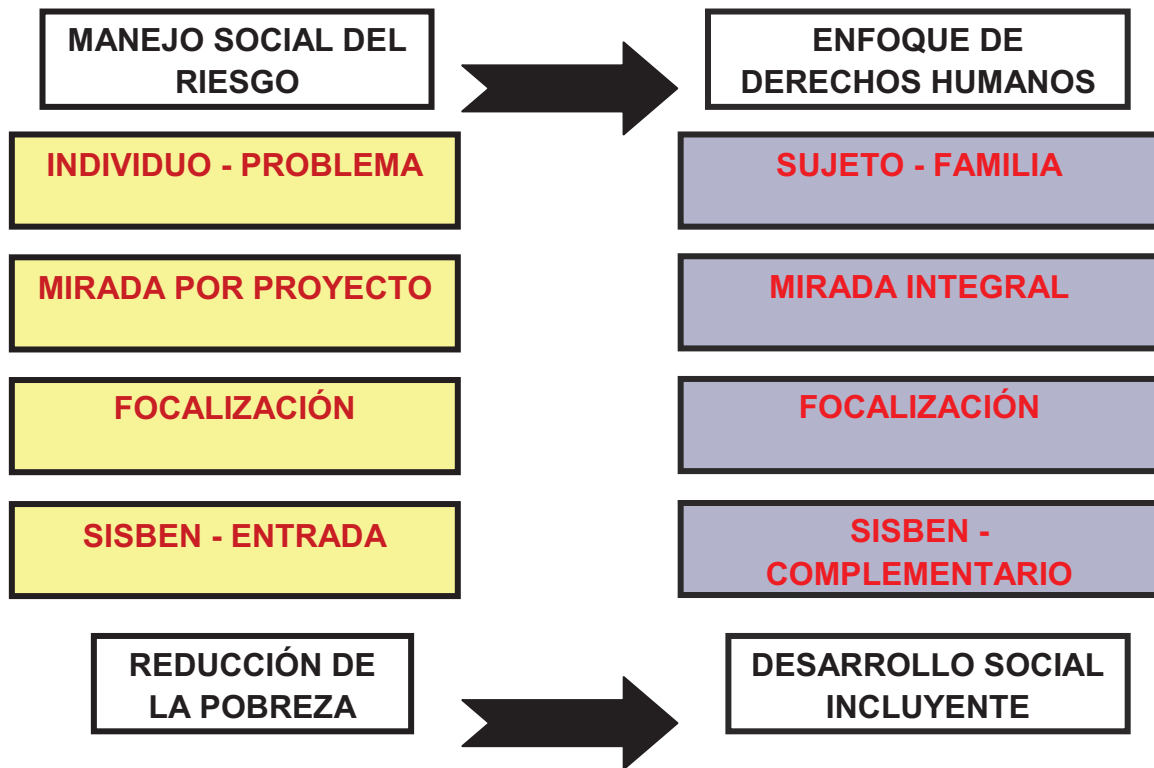 MANEJO SOCIAL DEL
RIESGO
ENFOQUE DE
DERECHOS HUMANOS
INDIVIDUO - PROBLEMA
SUJETO - FAMILIA
MIRADA POR PROYECTO
MIRADA INTEGRAL
FOCALIZACIÓN
FOCALIZACIÓN
SISBEN - ENTRADA
SISBEN -
COMPLEMENTARIO
REDUCCIÓN DE
LA POBREZA
DESARROLLO SOCIAL
INCLUYENTE